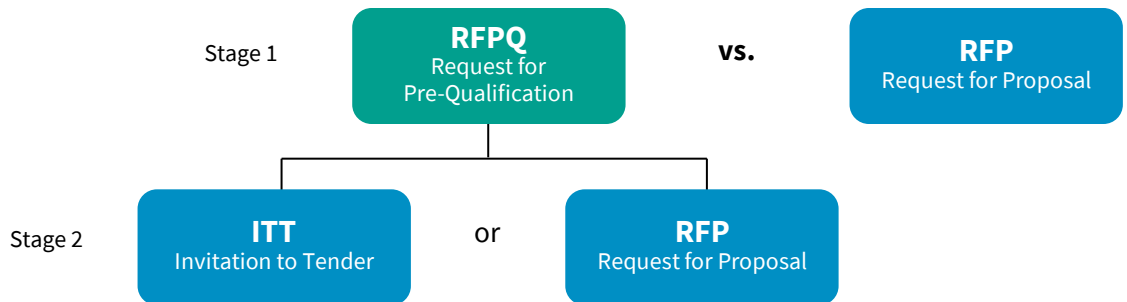 Stage 1
RFPQ
Request for
Pre-Qualification
vs.
RFP
Request for Proposal
Stage 2
ITT
Invitation to Tender
or
RFP
Request for Proposal